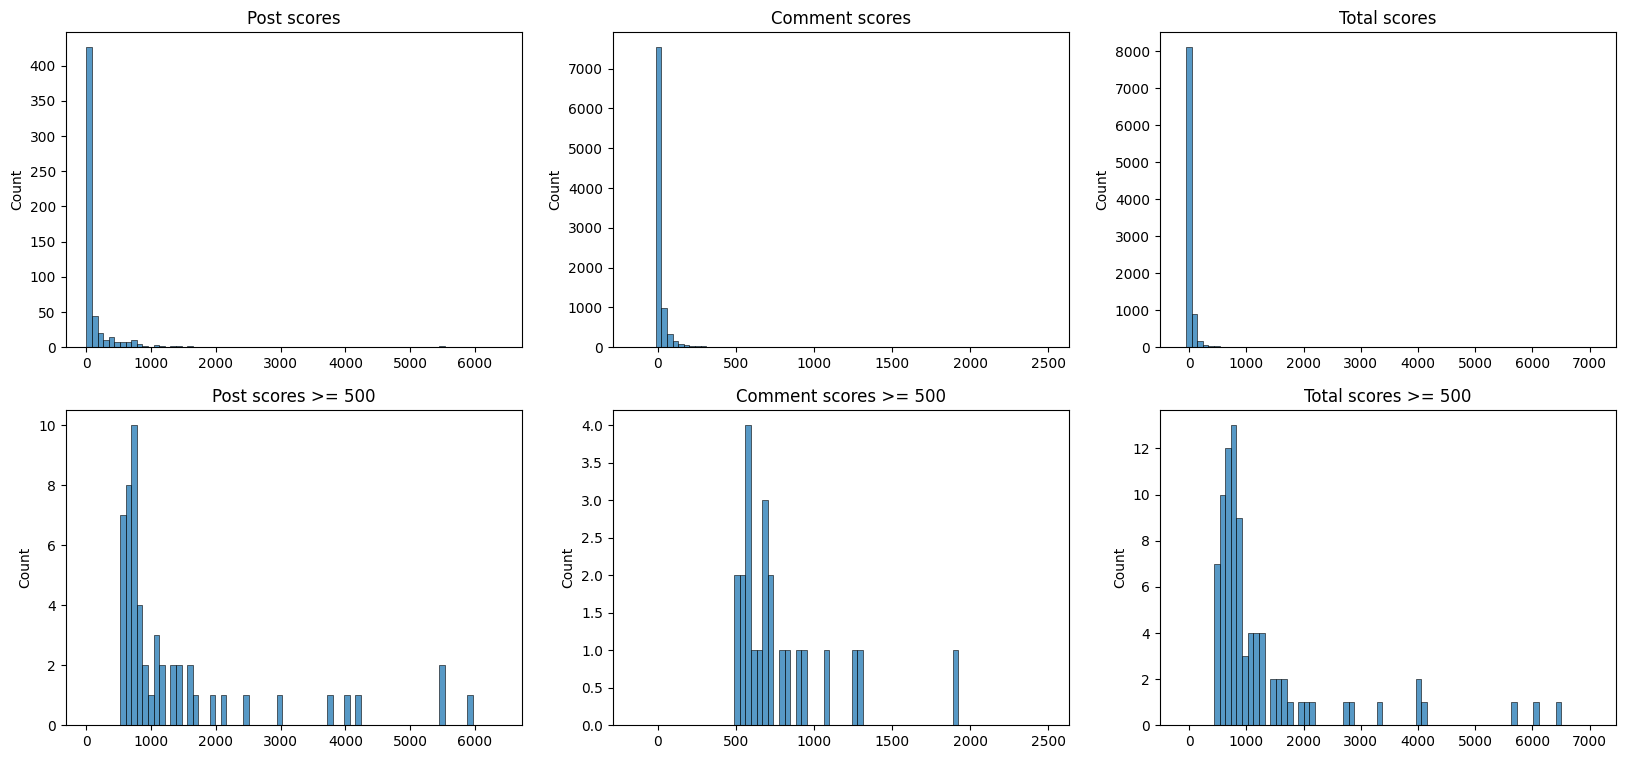 Post scores
Count
400
350
300
250
200
150
100
50
0
0 1000 2000 3000 4000 5000 6000
Comment scores
Count
7000
6000
5000
4000
3000
2000
1000
0
0 500 1000 1500 2000 2500
Total scores
Count
8000
7000
6000
5000
4000
3000
2000
1000
0
0 1000 2000 3000 4000 5000 6000 7000
Post scores >= 500
Count
10
8
6
4
2
0
0 1000 2000 3000 4000 5000 6000
Comment scores >= 500
Count
4.0
3.5
3.0
2.5
2.0
1.5
1.0
0.5
0.0
0 500 1000 1500 2000 2500
Total scores >= 500
Count
12
10
8
6
4
2
0
0 1000 2000 3000 4000 5000 6000 7000